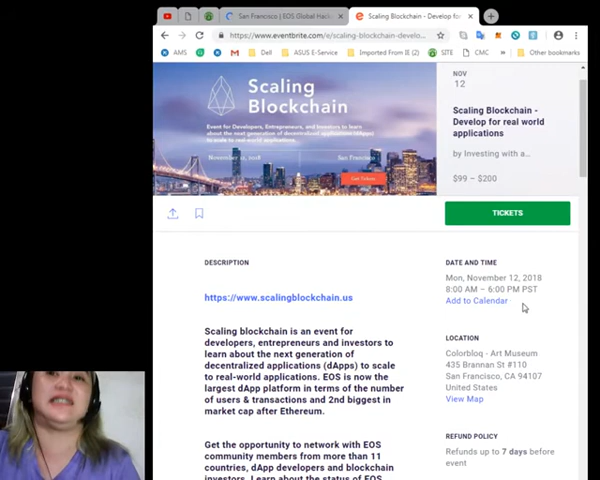 San Francisco | EOS Global Hack
Scaling Blockchain - Develop for
https://www.eventbrite.com/e/scaling-blockchain-develo...
AMS
G
Dell
ASUS E-Service
Imported From IE (2)
SITE
CMC
»
Other bookmarks
Scaling
Blockchain
Event for Developers, Entrepreneurs, and Investors to learn
about the next generation of decentralized applications (dApps)
to scale to real-world applications.
November 12, 2018
San Francisco
Get Tickets
NOV
12
Scaling Blockchain -
Develop for real world
applications
by Investing with a...
$99 – $200
TICKETS
DESCRIPTION
https://www.scalingblockchain.us
Scaling blockchain is an event for
developers, entrepreneurs and investors to
learn about the next generation of
decentralized applications (dApps) to scale
to real-world applications. EOS is now the
largest dApp platform in terms of the number
of users & transactions and 2nd biggest in
market cap after Ethereum.
Get the opportunity to network with EOS
community members from more than 11
countries, dApp developers and blockchain
investors. Learn about the status of EOS
DATE AND TIME
Mon, November 12, 2018
8:00 AM – 6:00 PM PST
Add to Calendar
LOCATION
Colorbloq - Art Museum
435 Brannan St #110
San Francisco, CA 94107
United States
View Map
REFUND POLICY
Refunds up to 7 days before
event